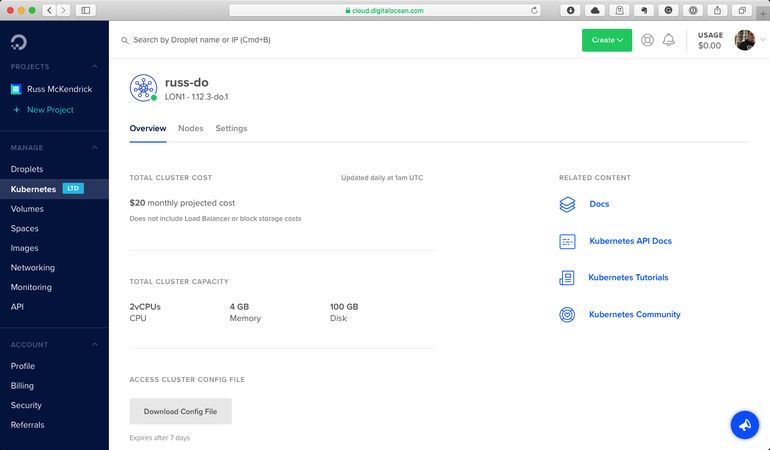 cloud.digitalocean.com
Search by Droplet name or IP (Cmd+B)
Create
USAGE
$0.00
PROJECTS
Russ McKendrick
+ New Project
MANAGE
Droplets
Kubernetes LTD
Volumes
Spaces
Images
Networking
Monitoring
API
ACCOUNT
Profile
Billing
Security
Referrals
russ-do
LON1 - 1.12.3-do.1
Overview Nodes Settings
TOTAL CLUSTER COST Updated daily at 1am UTC
$20 monthly projected cost
Does not include Load Balancer or block storage costs
TOTAL CLUSTER CAPACITY
2vCPUs 4 GB 100 GB
CPU Memory Disk
ACCESS CLUSTER CONFIG FILE
Download Config File
Expires after 7 days
RELATED CONTENT
Docs
Kubernetes API Docs
Kubernetes Tutorials
Kubernetes Community